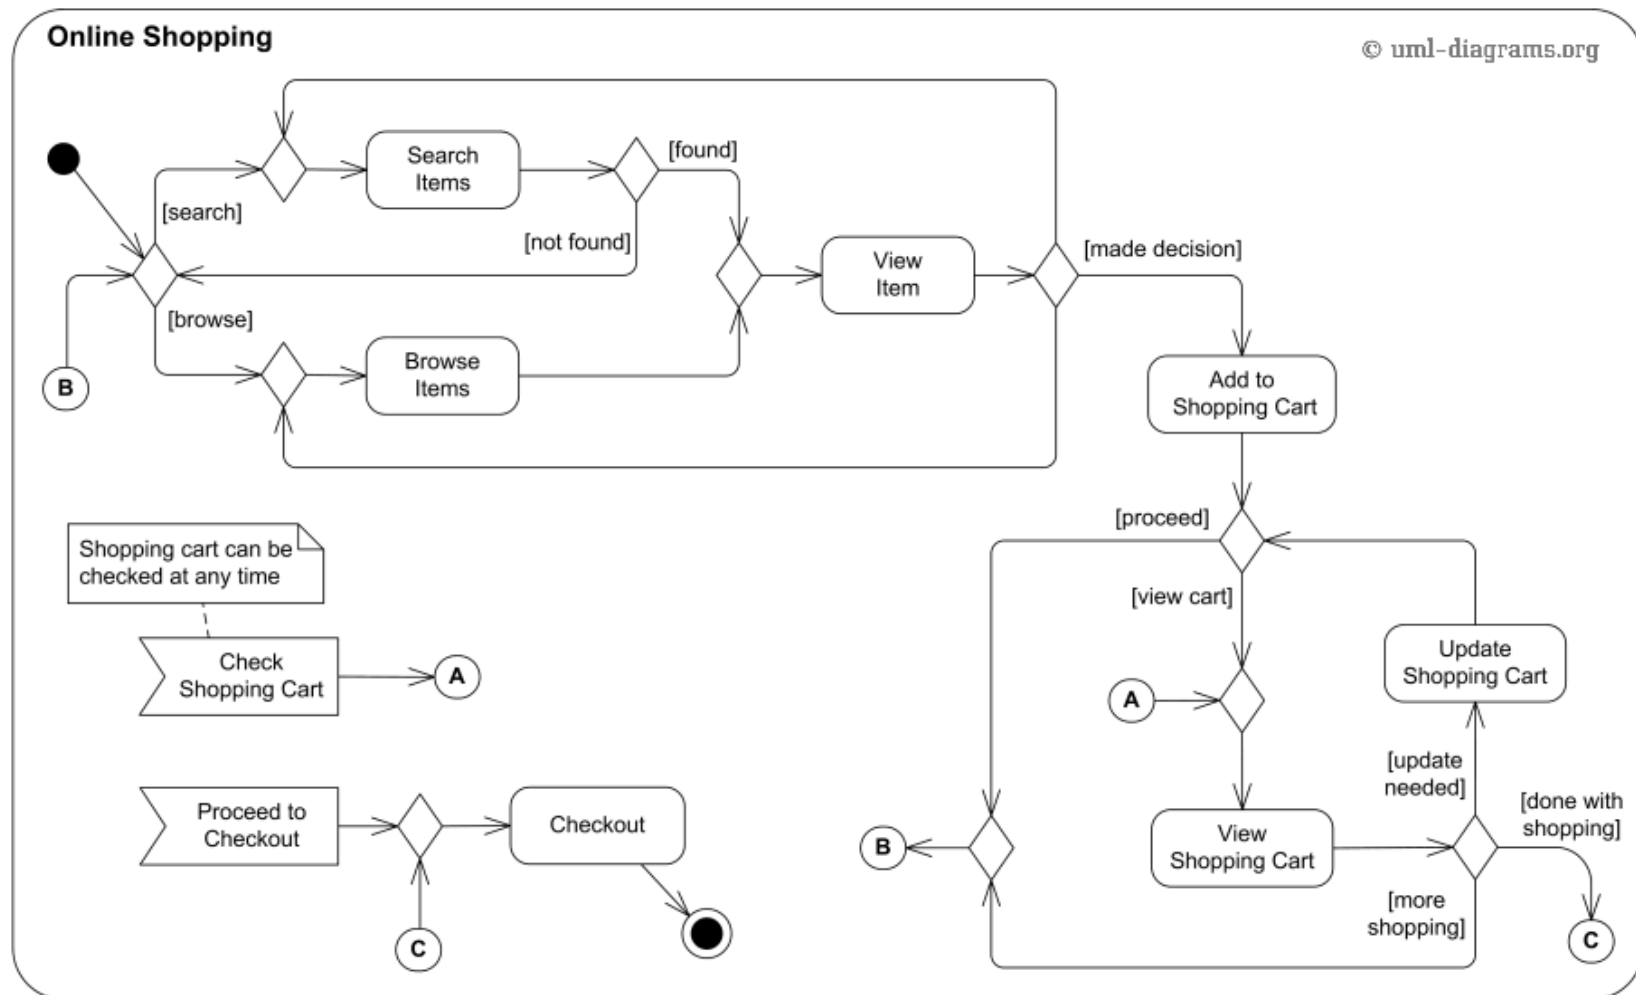 Online Shopping
© uml-diagrams.org
Search
Items
[found]
[search]
[not found]
[made decision]
View
Item
[browse]
Browse
Items
B
Add to
Shopping Cart
[proceed]
Shopping cart can be
checked at any time
[view cart]
Check
Shopping Cart
A
A
Update
Shopping Cart
[update
needed]
Proceed to
Checkout
Checkout
[done with
shopping]
B
View
Shopping Cart
[more
shopping]
C
C